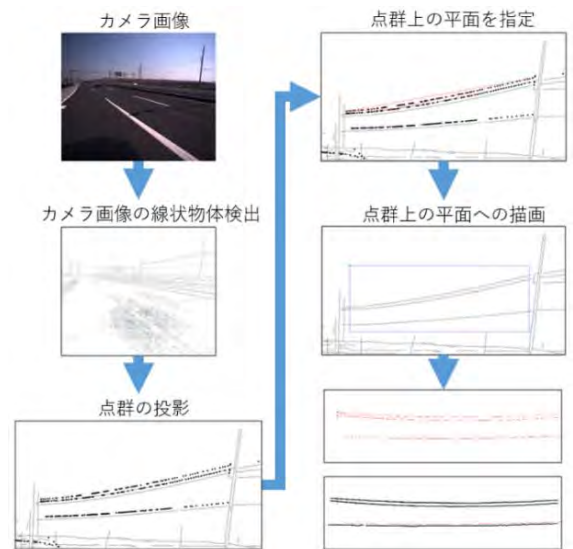 カメラ画像
カメラ画像の線状物体検出
点群の投影
点群上の平面を指定
点群上の平面への描画